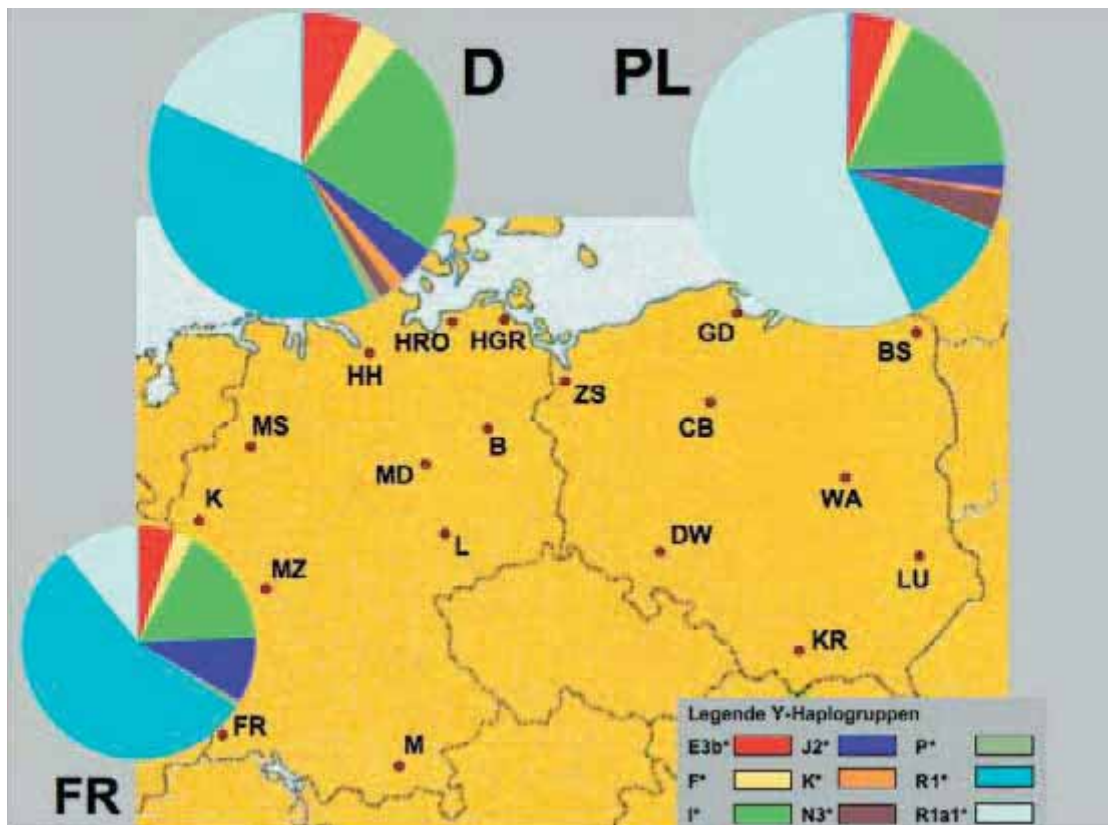 D PL
HRO HGR GD
HH BS
ZS
MS CB
B
MD
WA
K
L DW
MZ LU
KR
FR M
FR
Legende Y-Haplogruppen
E3b* J2* P*
F* K* R1*
I* N3* R1a1*